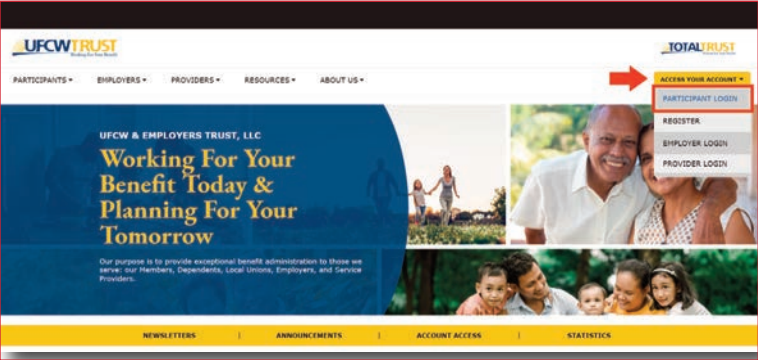 UFCWTRUST
Working For Your Benefit
TOTALTRUST
PARTICIPANTS
EMPLOYERS
PROVIDERS
RESOURCES
ABOUT US
ACCESS YOUR ACCOUNT
PARTICIPANT LOGIN
REGISTER
EMPLOYER LOGIN
PROVIDER LOGIN
UFCW & EMPLOYERS TRUST, LLC
Working For Your
Benefit Today &
Planning For Your
Tomorrow
Our purpose is to provide exceptional benefit administration to those we
serve: our Members, Dependents, Local Unions, Employers, and Service
Providers.
NEWSLETTERS | ANNOUNCEMENTS | ACCOUNT ACCESS | STATISTICS